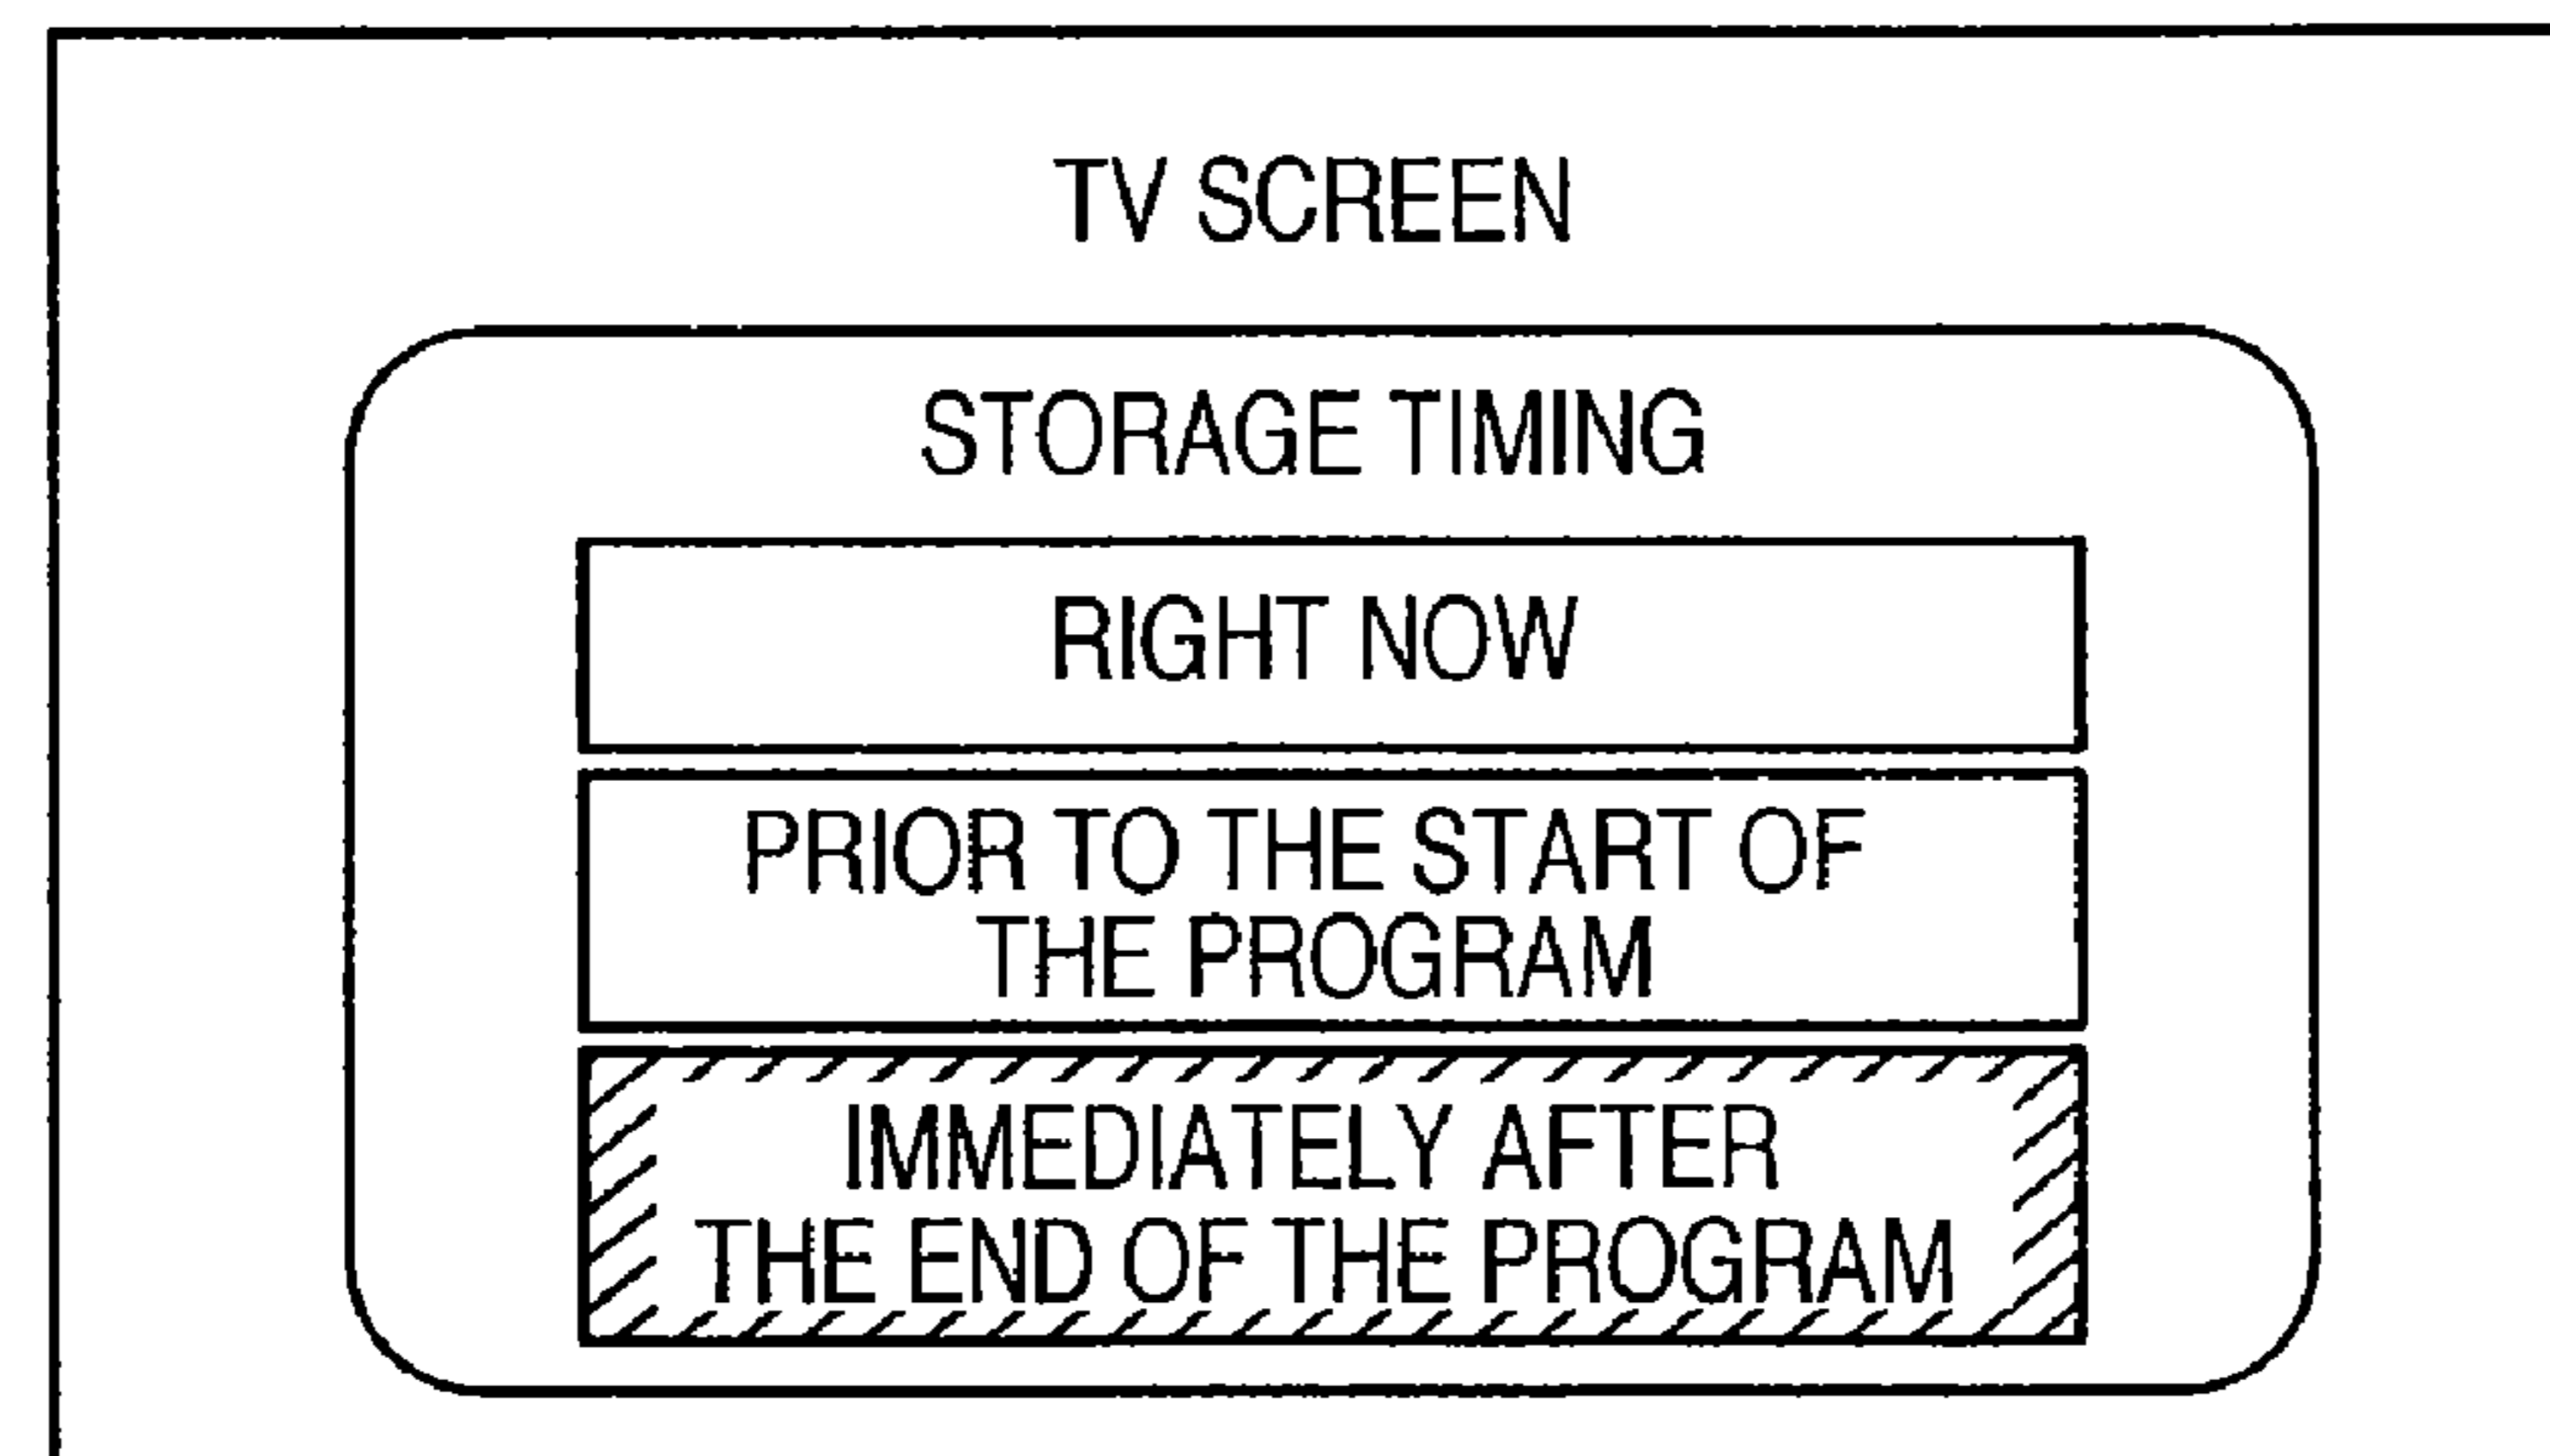 TV SCREEN
STORAGE TIMING
RIGHT NOW
PRIOR TO THE START OF
THE PROGRAM
IMMEDIATELY AFTER
THE END OF THE PROGRAM